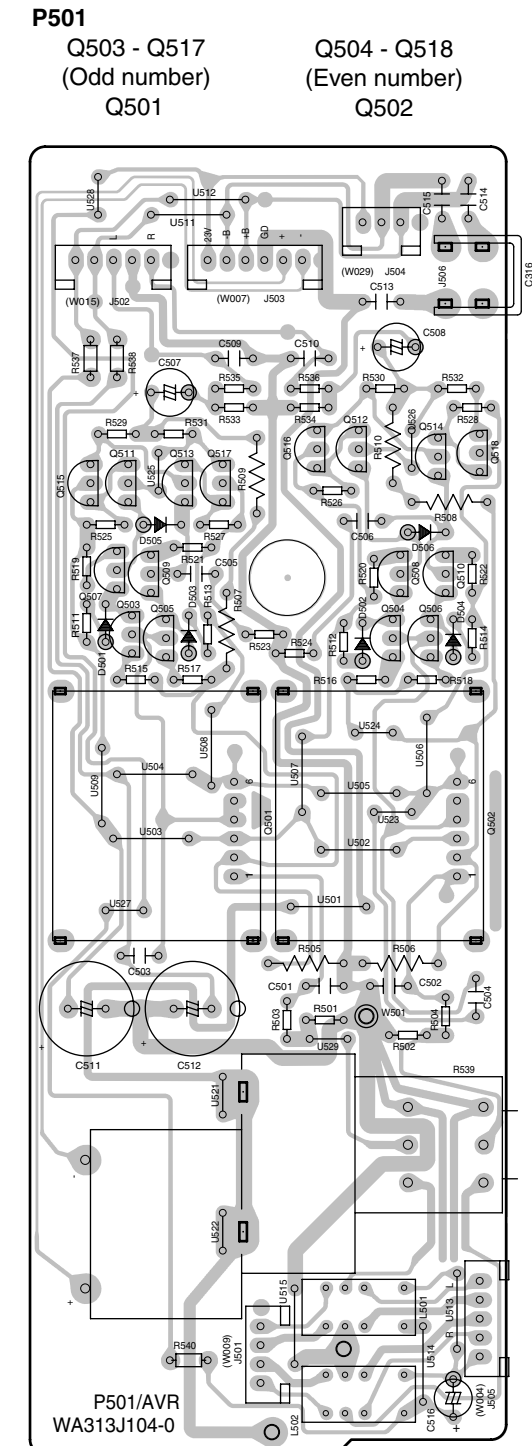 P501
Q503 - Q517
(Odd number)
Q501
Q504 - Q518
(Even number)
Q502
U528
U512
U511
C515
C514
L
R
23V
-B
+B
GD
+
-
(W029)
J504
J506
C316
(W015)
J502
(W007)
J503
C513
R537
R538
C507
C509
C510
C508
+
+
R535
R536
R530
R532
R533
R534
R528
R529
R531
Q526
Q511
Q513
Q517
Q516
Q512
R510
Q514
Q518
Q515
U525
R509
R526
R508
R525
D505
R527
C506
D506
R519
R521
C505
R520
Q508
Q510
R522
Q507
Q509
D503
R513
R507
D502
D504
R511
Q503
Q505
Q504
Q506
R514
D501
R523
R524
R512
R515
R517
R516
R518
U508
U524
U506
U509
U504
U507
U505
6
6
Q501
Q502
U523
U503
U502
1
1
U527
U501
C503
R505
R506
C501
C502
C504
R503
R501
R504
W501
U529
R502
+
C511
+
C512
R539
U521
-
U522
+
U515
L501
U513
L
R
U514
R540
(W009)
J501
L502
C516
+
(W004)
J505
P501/AVR
WA313J104-0